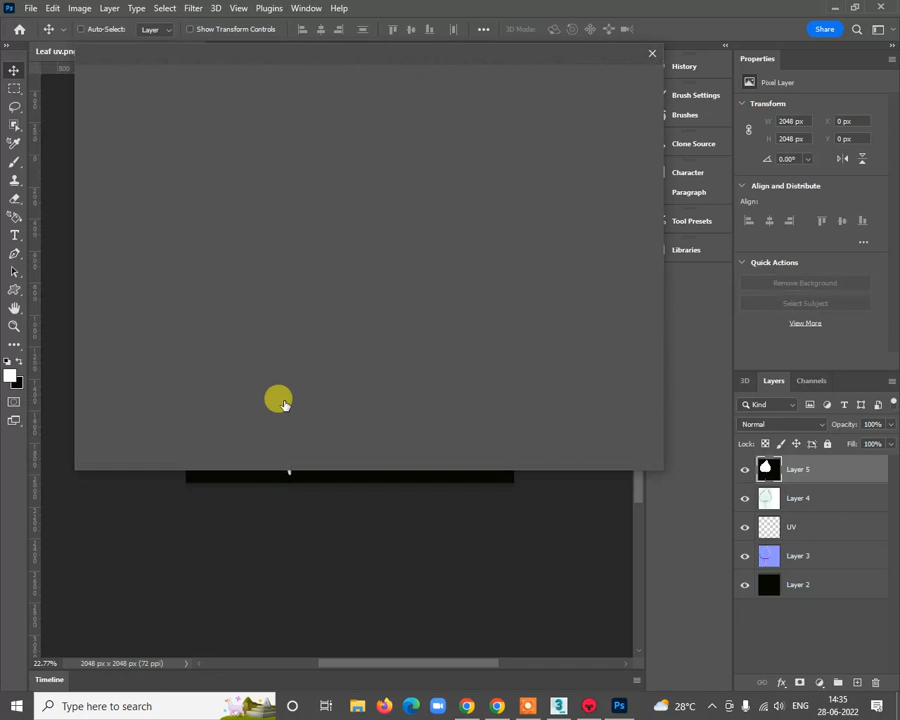 File Edit Image Layer Type Select Filter 3D View Plugins Window Help
Auto-Select: Layer Show Transform Controls 3D Mode: Share
Leaf uv.png
History
Brush Settings
Brushes
Clone Source
Character
Paragraph
Tool Presets
Libraries
Properties
Pixel Layer
Transform
W 2048 px X 0 px
H 2048 px Y 0 px
0.00°
Align and Distribute
Align:
Quick Actions
Remove Background
Select Subject
View More
3D Layers Channels
Kind
Normal Opacity: 100%
Lock: Fill: 100%
Layer 5
Layer 4
UV
Layer 3
Layer 2
22.77% 2048 px x 2048 px (72 ppi)
Timeline
Type here to search
28°C ENG 14:35
28-06-2022